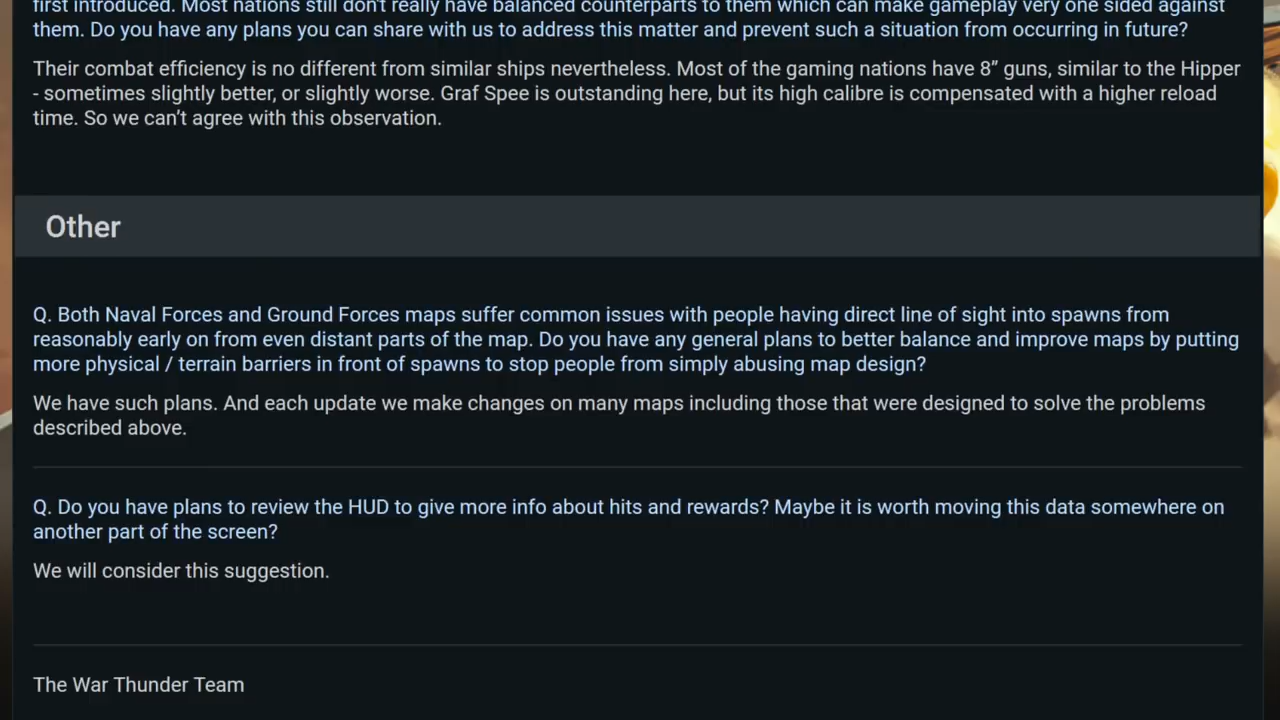 first introduced. Most nations still don't really have balanced counterparts to them which can make gameplay very one sided against
them. Do you have any plans you can share with us to address this matter and prevent such a situation from occurring in future?
Their combat efficiency is no different from similar ships nevertheless. Most of the gaming nations have 8” guns, similar to the Hipper
- sometimes slightly better, or slightly worse. Graf Spee is outstanding here, but its high calibre is compensated with a higher reload
time. So we can’t agree with this observation.
Other
Q. Both Naval Forces and Ground Forces maps suffer common issues with people having direct line of sight into spawns from
reasonably early on from even distant parts of the map. Do you have any general plans to better balance and improve maps by putting
more physical / terrain barriers in front of spawns to stop people from simply abusing map design?
We have such plans. And each update we make changes on many maps including those that were designed to solve the problems
described above.
Q. Do you have plans to review the HUD to give more info about hits and rewards? Maybe it is worth moving this data somewhere on
another part of the screen?
We will consider this suggestion.
The War Thunder Team